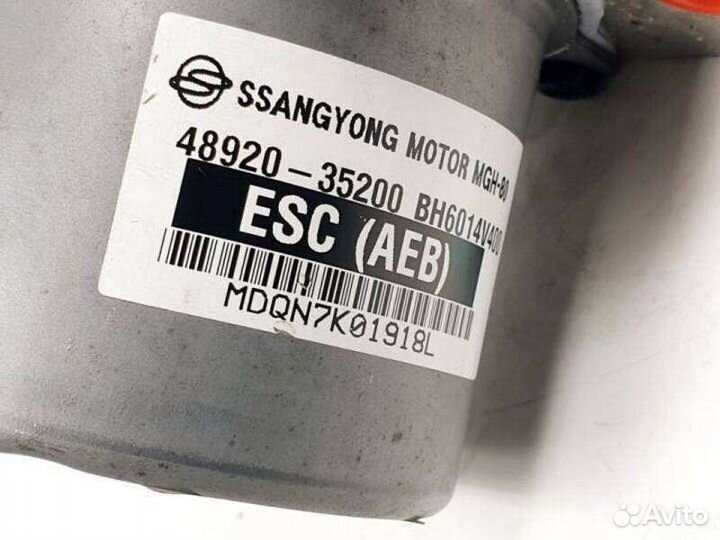 SSANGYONG MOTOR MGH-80
48920-35200 BH6014V400
ESC (AEB)
MDQN7K01918L
Avito